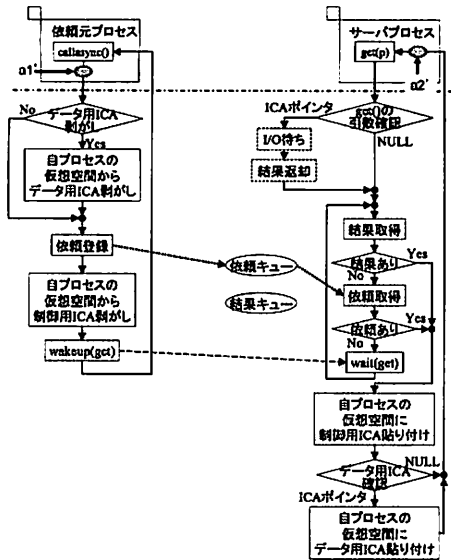 依頼元プロセス
callasync()
α1'
No
データ用ICA
剥がし
Yes
自プロセスの
仮想空間から
データ用ICA剥がし
依頼登録
自プロセスの
仮想空間から
制御用ICA剥がし
wakeup(get)
依頼キュー
結果キュー
サーバプロセス
get(p)
α2'
ICAポインタ
get()の
引数確認
NULL
I/O待ち
結果返却
結果取得
結果あり
Yes
No
依頼取得
依頼あり
Yes
No
wait(get)
自プロセスの
仮想空間に
制御用ICA貼り付け
データ用ICA
確認
NULL
ICAポインタ
自プロセスの
仮想空間に
データ用ICA貼り付け